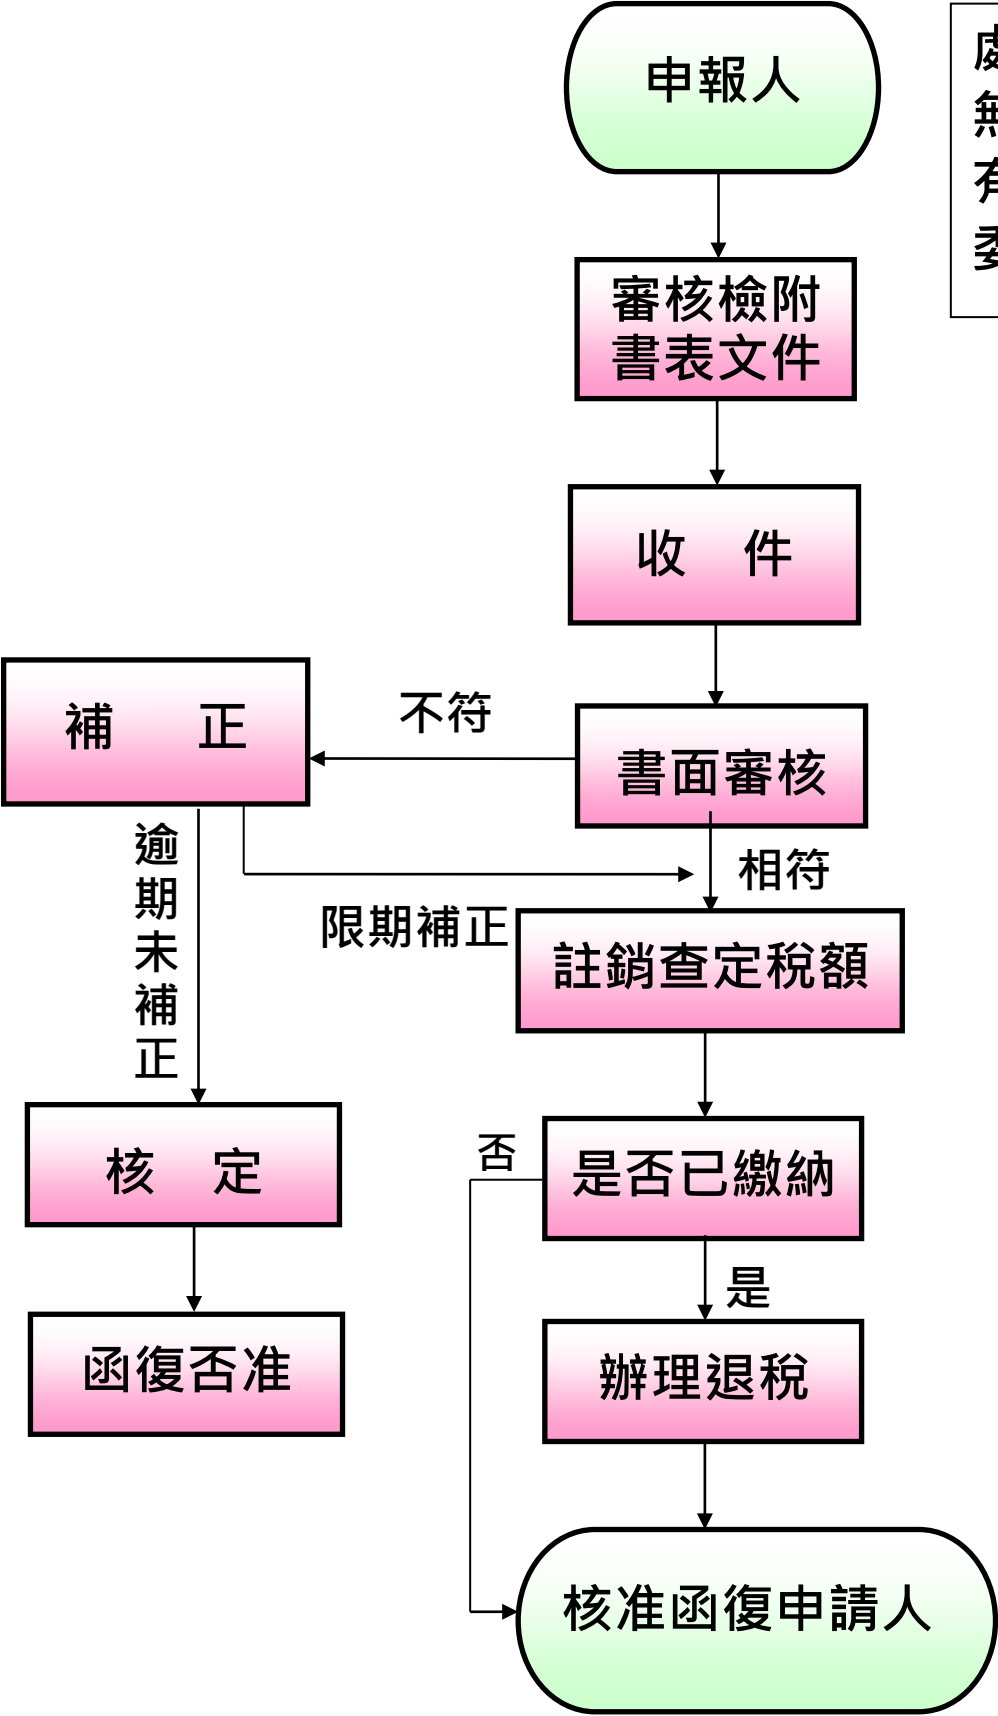 申報人
審核檢附
書表文件
收 件
不符
補 正
書面審核
相符
逾期未補正
限期補正
註銷查定稅額
核 定
否
是否已繳納
是
函復否准
辦理退稅
核准函復申請人
無
有
委